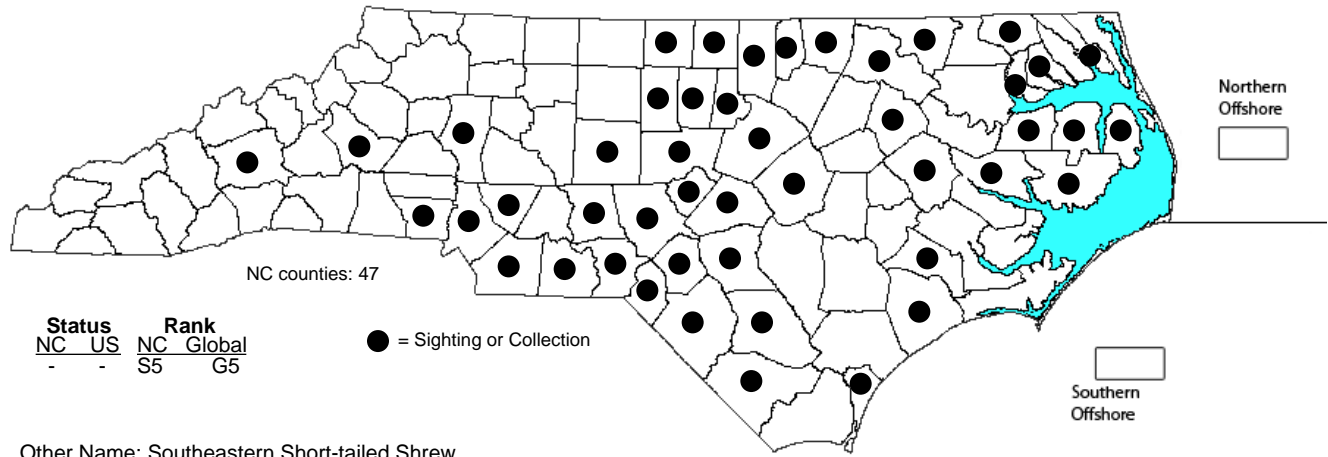 Northern
Offshore
NC counties: 47
Status Rank
NC US NC Global
- - S5 G5
= Sighting or Collection
Southern
Offshore
Other Name: Southeastern Short-tailed Shrew